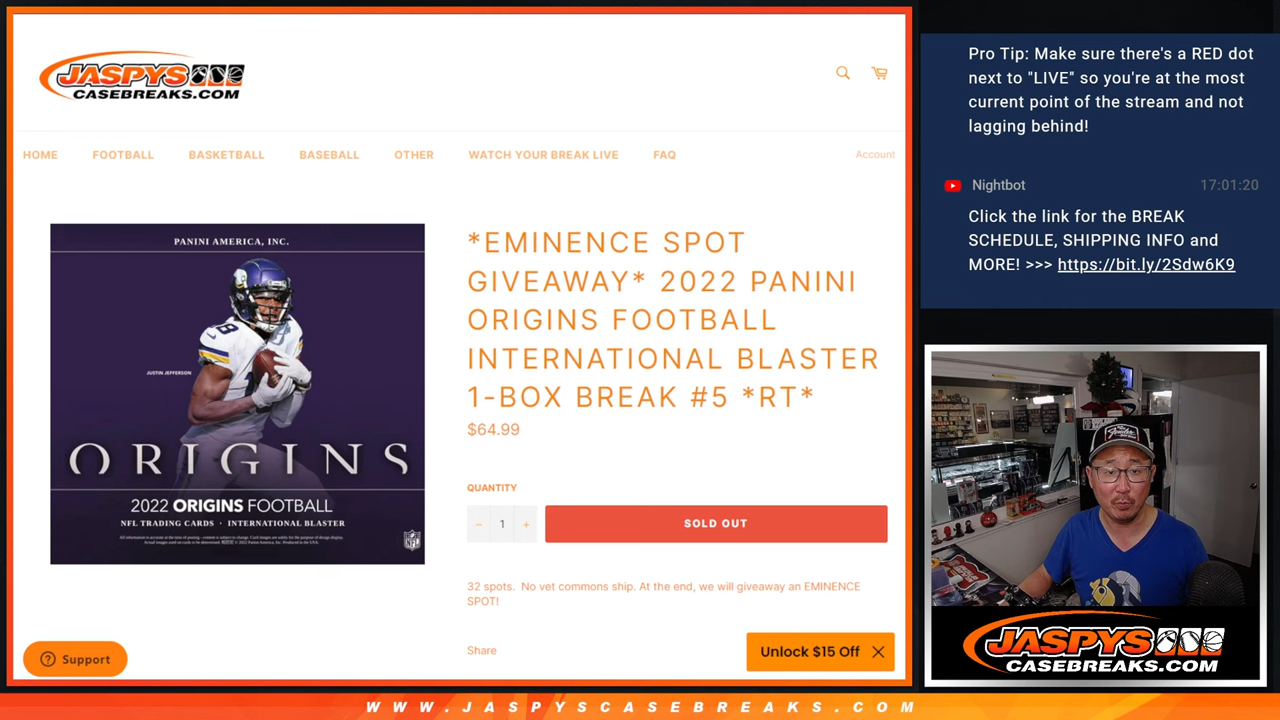 JASPYS
CASEBREAKS.COM
HOME FOOTBALL BASKETBALL BASEBALL OTHER WATCH YOUR BREAK LIVE FAQ Account
PANINI AMERICA, INC.
JUSTIN JEFFERSON
ORIGINS
2022 ORIGINS FOOTBALL
NFL TRADING CARDS · INTERNATIONAL BLASTER
NFL
*EMINENCE SPOT
GIVEAWAY* 2022 PANINI
ORIGINS FOOTBALL
INTERNATIONAL BLASTER
1-BOX BREAK #5 *RT*
$64.99
QUANTITY
− 1 +
SOLD OUT
32 spots. No vet commons ship. At the end, we will giveaway an EMINENCE
SPOT!
Share
Support
Unlock $15 Off
Pro Tip: Make sure there's a RED dot
next to "LIVE" so you're at the most
current point of the stream and not
lagging behind!
Nightbot 17:01:20
Click the link for the BREAK
SCHEDULE, SHIPPING INFO and
MORE! >>> https://bit.ly/2Sdw6K9
JASPYS
CASEBREAKS.COM
WWW.JASPYSCASEBREAKS.COM